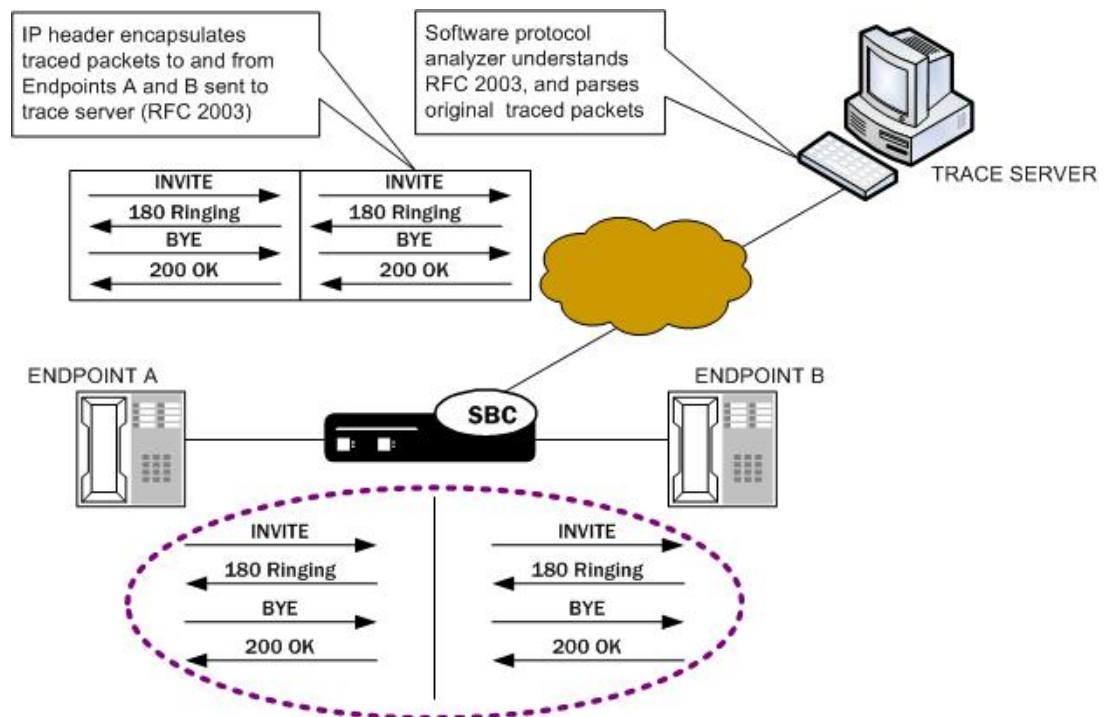 IP header encapsulates
traced packets to and from
Endpoints A and B sent to
trace server (RFC 2003)
Software protocol
analyzer understands
RFC 2003, and parses
original traced packets
TRACE SERVER
INVITE
180 Ringing
BYE
200 OK
INVITE
180 Ringing
BYE
200 OK
ENDPOINT A
SBC
ENDPOINT B
INVITE
180 Ringing
BYE
200 OK
INVITE
180 Ringing
BYE
200 OK